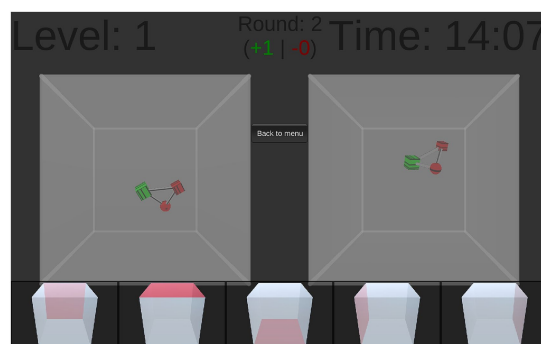 Level: 1
Round: 2
(+1 | -0)
Time: 14:07
Back to menu